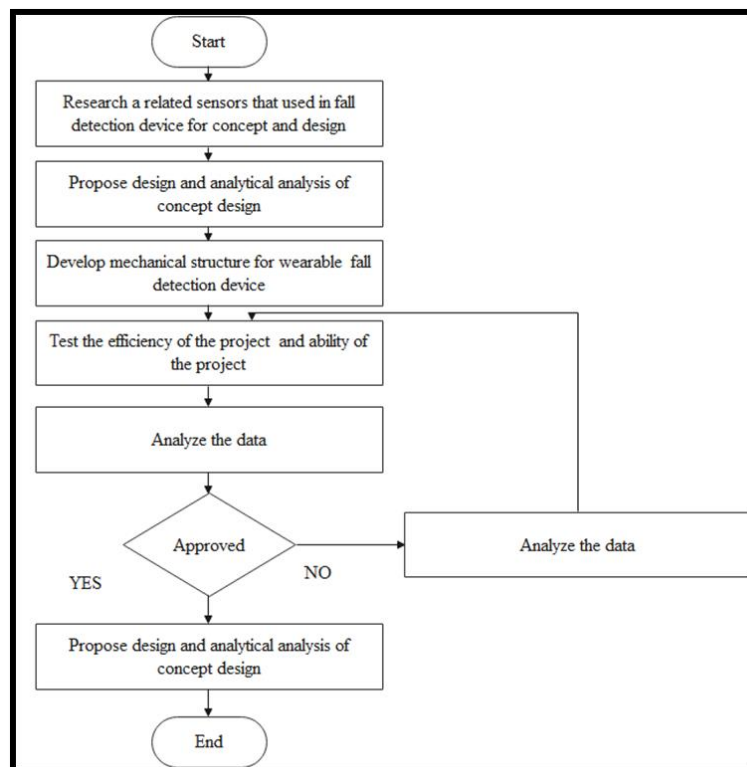 Start
Research a related sensors that used in fall
detection device for concept and design
Propose design and analytical analysis of
concept design
Develop mechanical structure for wearable fall
detection device
Test the efficiency of the project and ability of
the project
Analyze the data
Approved
Analyze the data
YES
NO
Propose design and analytical analysis of
concept design
End